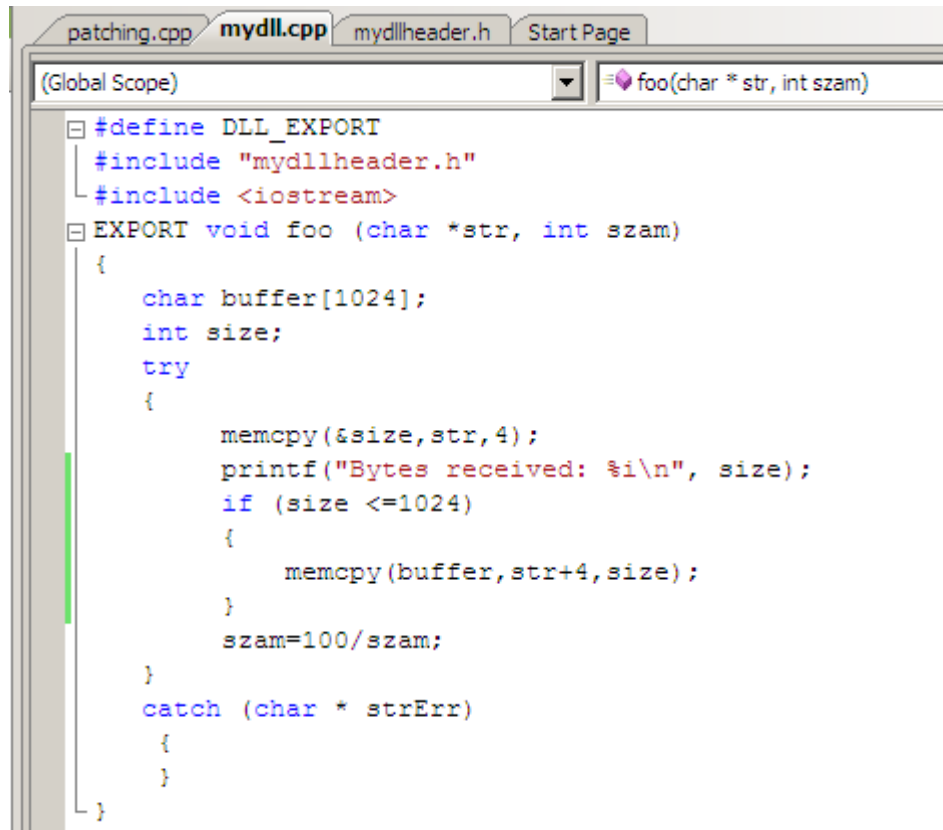 patching.cpp mydll.cpp mydllheader.h Start Page
(Global Scope) foo(char * str, int szam)
#define DLL_EXPORT
#include "mydllheader.h"
#include <iostream>
EXPORT void foo (char *str, int szam)
{
char buffer[1024];
int size;
try
{
memcpy(&size,str,4);
printf("Bytes received: %i\n", size);
if (size <=1024)
{
memcpy(buffer,str+4,size);
}
szam=100/szam;
}
catch (char * strErr)
{
}
}